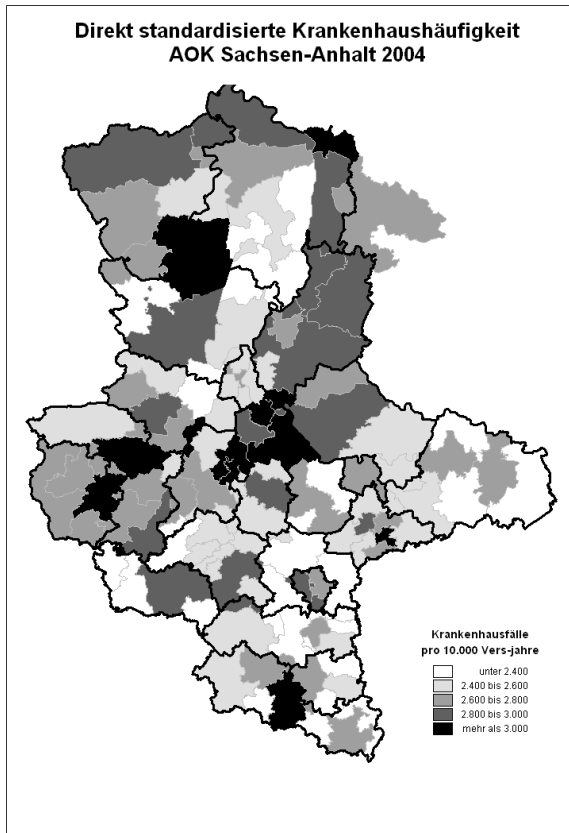 Direkt standardisierte Krankenhaushäufigkeit
AOK Sachsen-Anhalt 2004
Krankenhausfälle
pro 10.000 Vers-jahre
unter 2.400
2.400 bis 2.600
2.600 bis 2.800
2.800 bis 3.000
mehr als 3.000